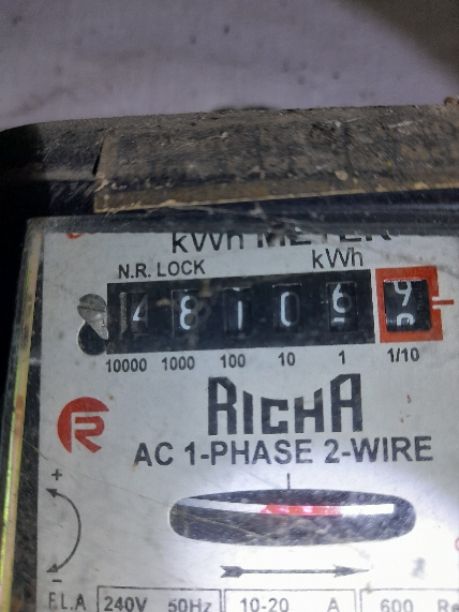 kWh METER
N.R. LOCK kWh
4 8 1 0 6 9
10000 1000 100 10 1 1/10
R
RICHA
AC 1-PHASE 2-WIRE
+
-
240V 50Hz 10-20 A 600